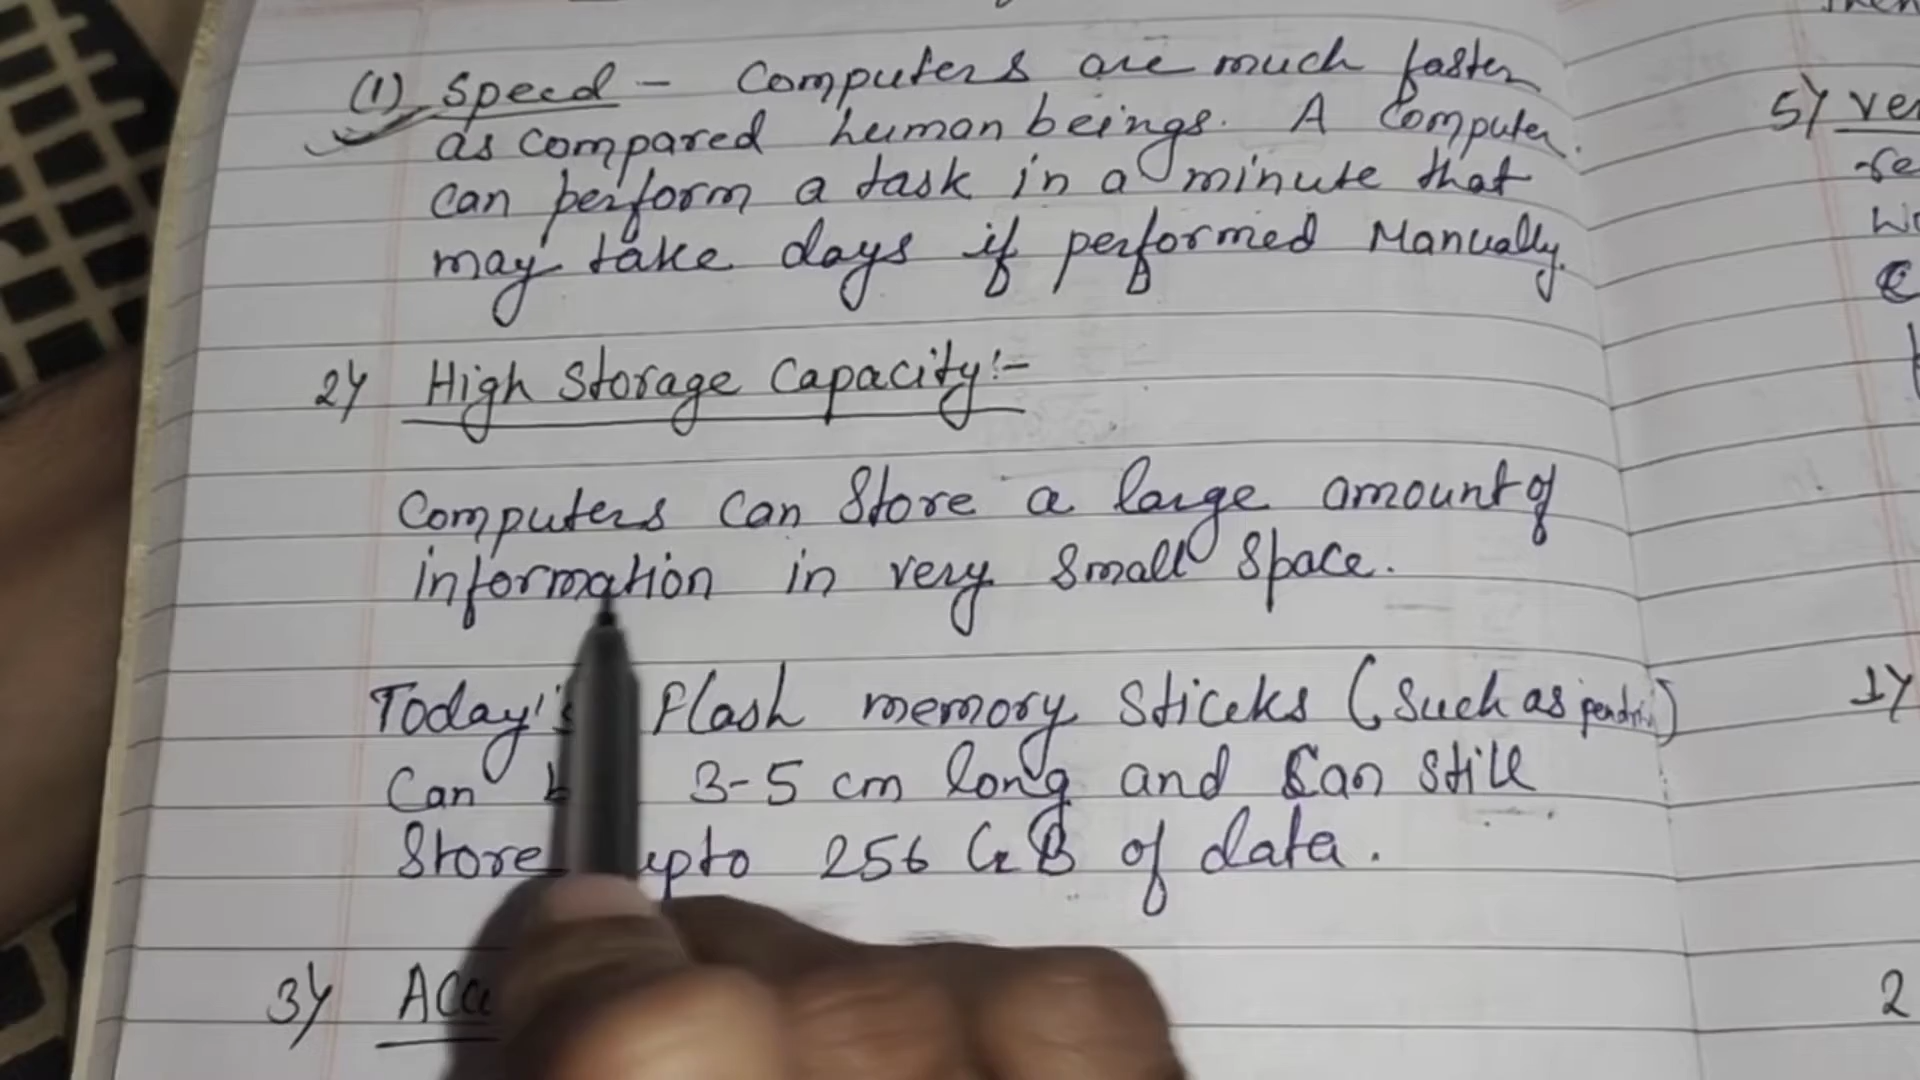 (1) Speed - Computers are much faster
as compared human beings. A Computer
can perform a task in a minute that
may take days if performed Manually.
2) High Storage Capacity:-
Computers can store a large amount of
information in very small space.
Today's Flash memory sticeks (such as
Can 3-5 cm long and can still
Store upto 256 GB of data.
3)
5)
1)
2